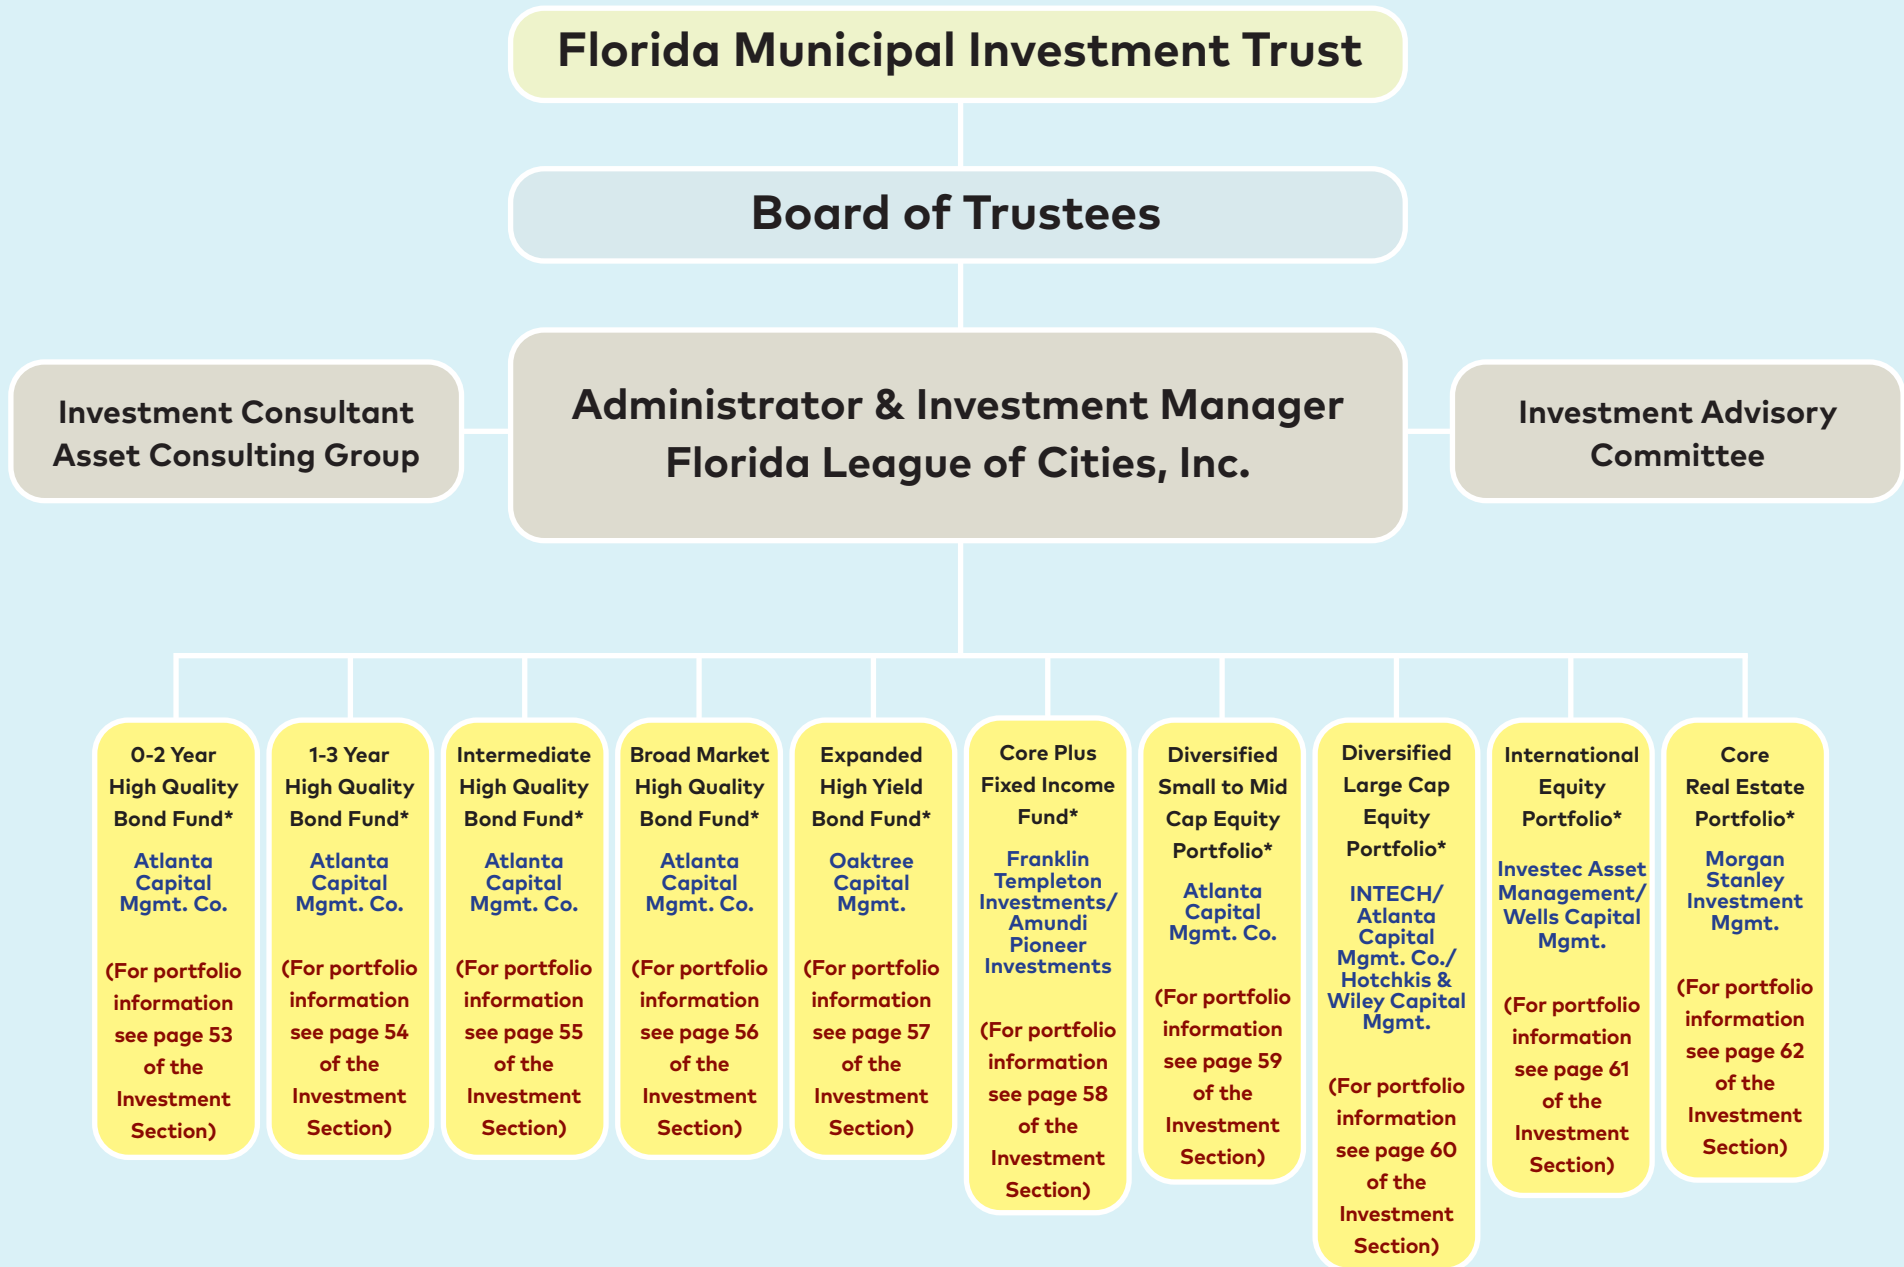 Florida Municipal Investment Trust
Board of Trustees
Investment Consultant
Asset Consulting Group
Administrator & Investment Manager
Florida League of Cities, Inc.
Investment Advisory
Committee
0-2 Year
High Quality
Bond Fund*
Atlanta
Capital
Mgmt. Co.
(For portfolio
information
see page 53
of the
Investment
Section)
1-3 Year
High Quality
Bond Fund*
Atlanta
Capital
Mgmt. Co.
(For portfolio
information
see page 54
of the
Investment
Section)
Intermediate
High Quality
Bond Fund*
Atlanta
Capital
Mgmt. Co.
(For portfolio
information
see page 55
of the
Investment
Section)
Broad Market
High Quality
Bond Fund*
Atlanta
Capital
Mgmt. Co.
(For portfolio
information
see page 56
of the
Investment
Section)
Expanded
High Yield
Bond Fund*
Oaktree
Capital
Mgmt.
(For portfolio
information
see page 57
of the
Investment
Section)
Core Plus
Fixed Income
Fund*
Franklin
Templeton
Investments/
Amundi
Pioneer
Investments
(For portfolio
information
see page 58
of the
Investment
Section)
Diversified
Small to Mid
Cap Equity
Portfolio*
Atlanta
Capital
Mgmt. Co.
(For portfolio
information
see page 59
of the
Investment
Section)
Diversified
Large Cap
Equity
Portfolio*
INTECH/
Atlanta
Capital
Mgmt. Co./
Hotchkis &
Wiley Capital
Mgmt.
(For portfolio
information
see page 60
of the
Investment
Section)
International
Equity
Portfolio*
Investec Asset
Management/
Wells Capital
Mgmt.
(For portfolio
information
see page 61
of the
Investment
Section)
Core
Real Estate
Portfolio*
Morgan
Stanley
Investment
Mgmt.
(For portfolio
information
see page 62
of the
Investment
Section)